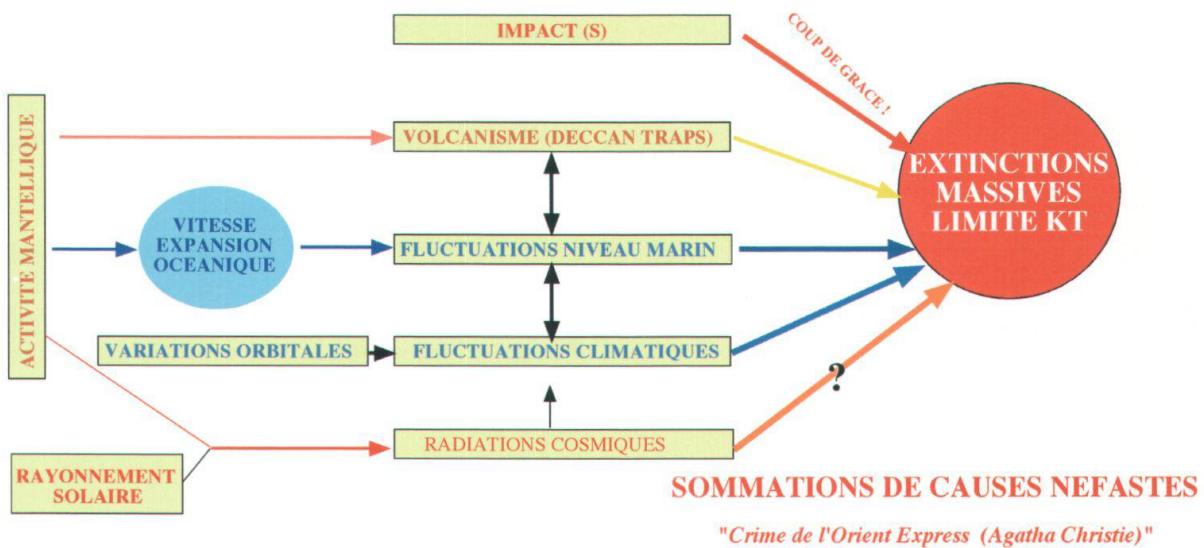 IMPACT (S)
COUP DE GRACE !
ACTIVITE MANTELLIQUE
VOLCANISME (DECCAN TRAPS)
EXTINCTIONS
MASSIVES
LIMITE KT
VITESSE
EXPANSION
OCEANIQUE
FLUCTUATIONS NIVEAU MARIN
VARIATIONS ORBITALES
FLUCTUATIONS CLIMATIQUES
?
RADIATIONS COSMIQUES
RAYONNEMENT
SOLAIRE
SOMMATIONS DE CAUSES NEFASTES
"Crime de l'Orient Express (Agatha Christie)"